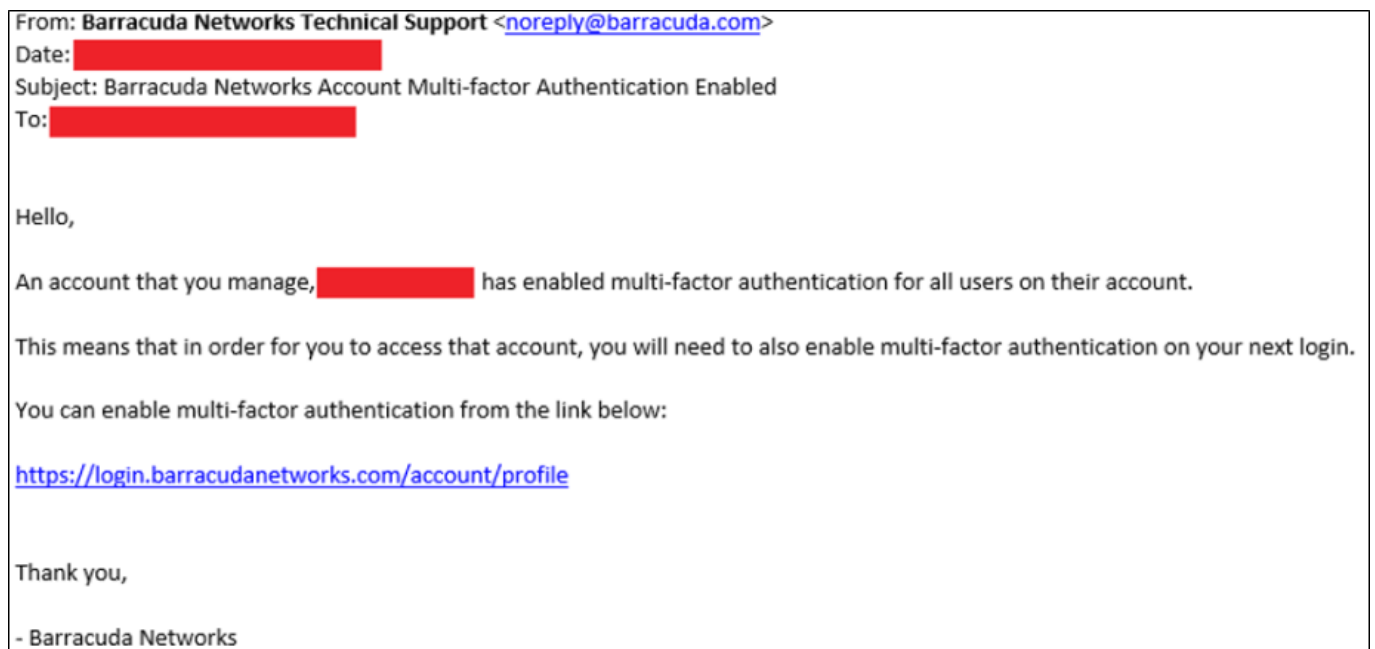 From: Barracuda Networks Technical Support <noreply@barracuda.com>
Date:
Subject: Barracuda Networks Account Multi-factor Authentication Enabled
To:
Hello,
An account that you manage, has enabled multi-factor authentication for all users on their account.
This means that in order for you to access that account, you will need to also enable multi-factor authentication on your next login.
You can enable multi-factor authentication from the link below:
https://login.barracudanetworks.com/account/profile
Thank you,
- Barracuda Networks